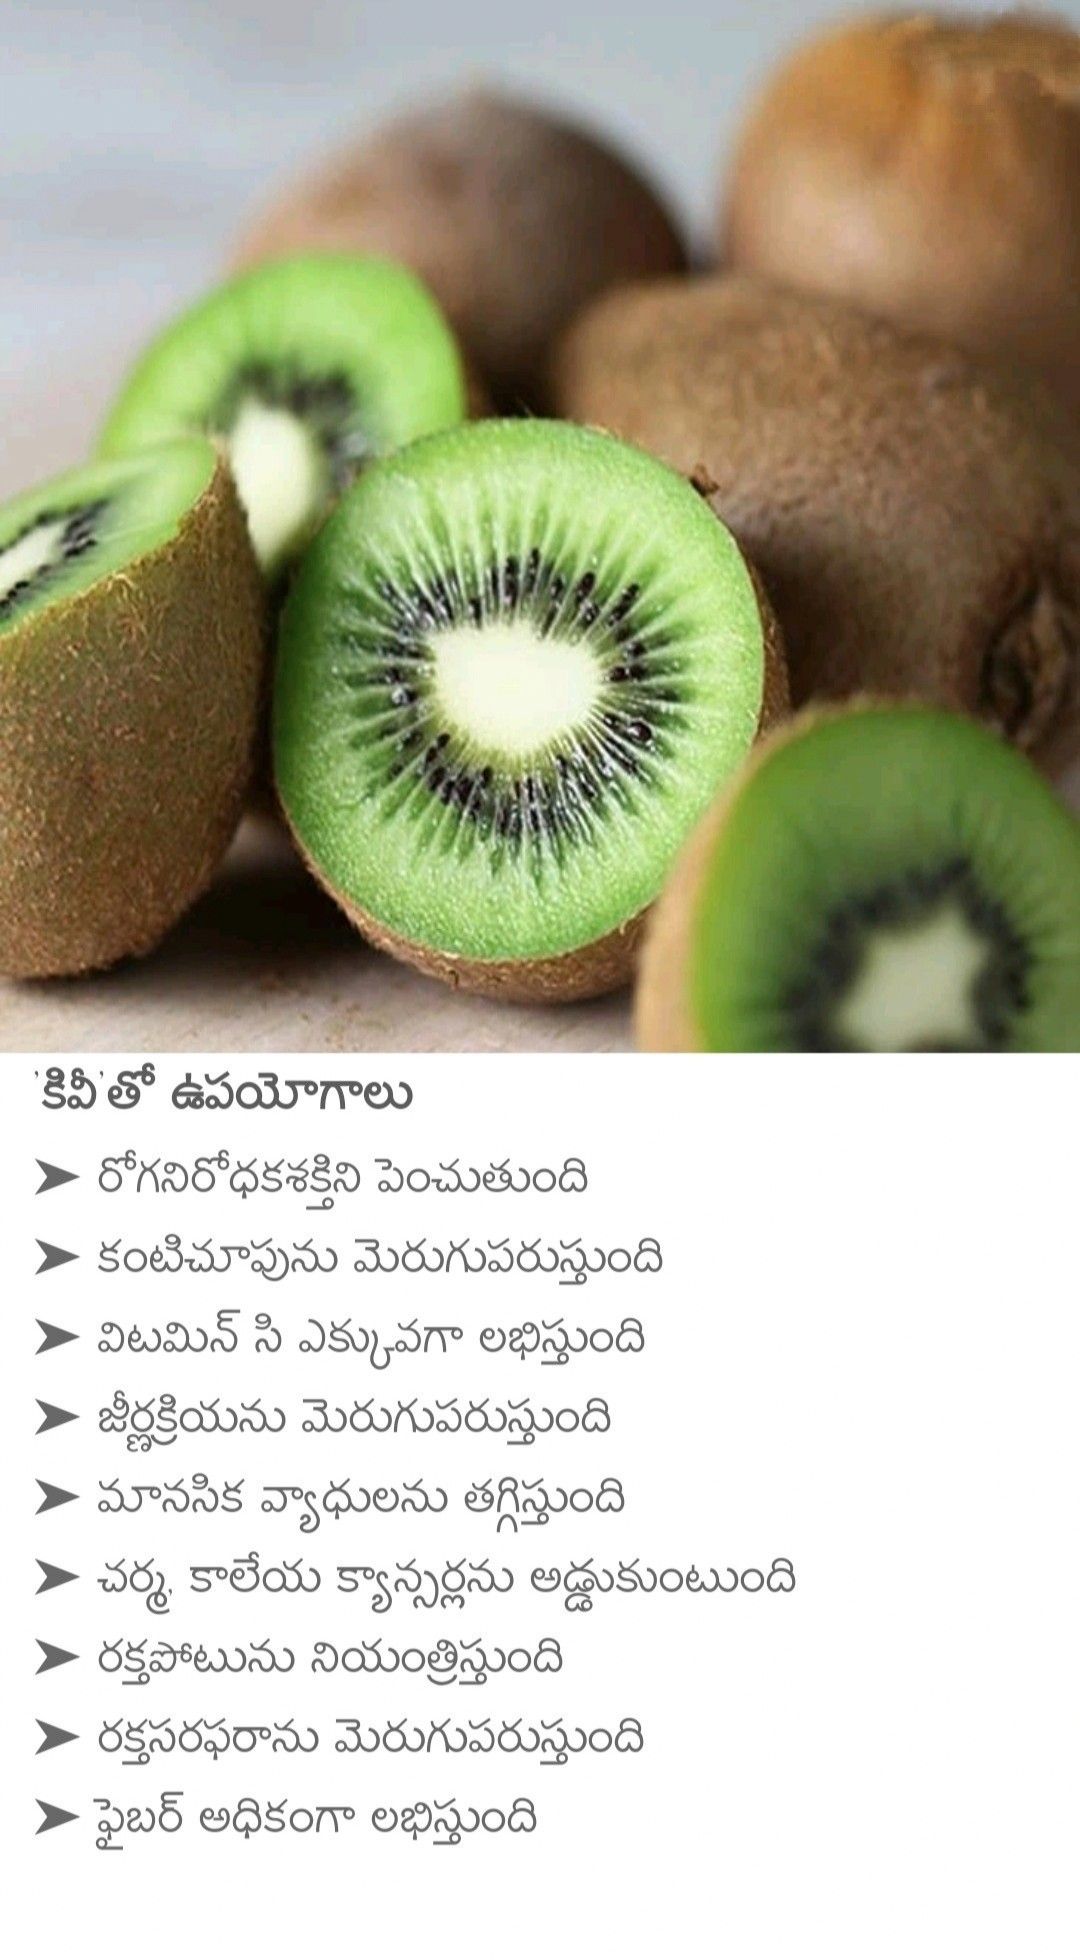 'కివీ'తో ఉపయోగాలు
➤ రోగనిరోధకశక్తిని పెంచుతుంది
➤ కంటిచూపును మెరుగుపరుస్తుంది
➤ విటమిన్ సి ఎక్కువగా లభిస్తుంది
➤ జీర్ణక్రియను మెరుగుపరుస్తుంది
➤ మానసిక వ్యాధులను తగ్గిస్తుంది
➤ చర్మ, కాలేయ క్యాన్సర్లను అడ్డుకుంటుంది
➤ రక్తపోటును నియంత్రిస్తుంది
➤ రక్తసరఫరాను మెరుగుపరుస్తుంది
➤ ఫైబర్ అధికంగా లభిస్తుంది